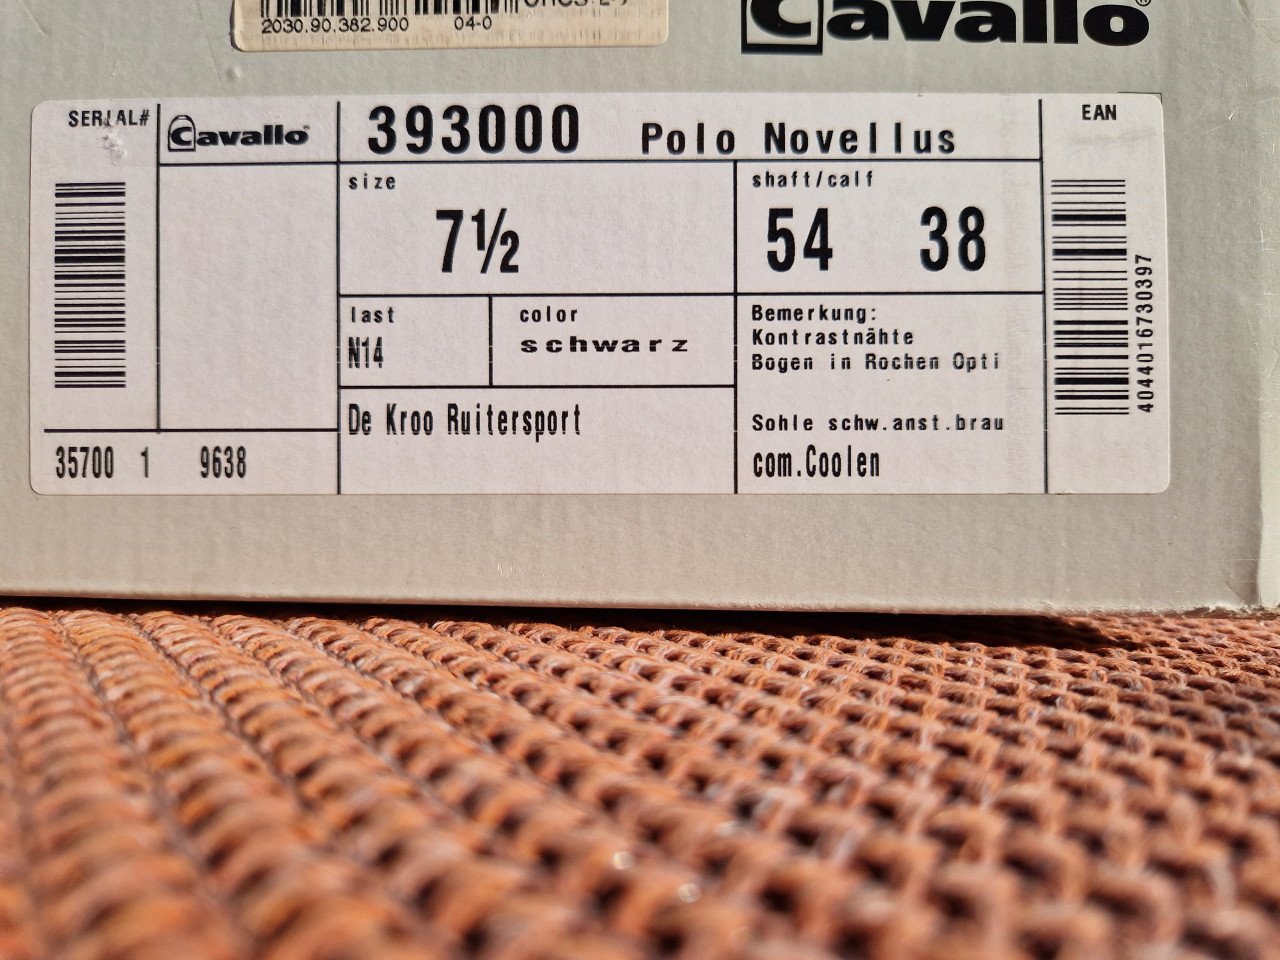 2030.90.382.900 04-0
Cavallo®
SERIAL#
Cavallo®
393000 Polo Novellus
EAN
size
7½
shaft/calf
54 38
last
N14
color
schwarz
Bemerkung:
Kontrastnähte
Bogen in Rochen Opti
Sohle schw.anst.brau
com.Coolen
De Kroo Ruitersport
35700 1 9638
4044016730397